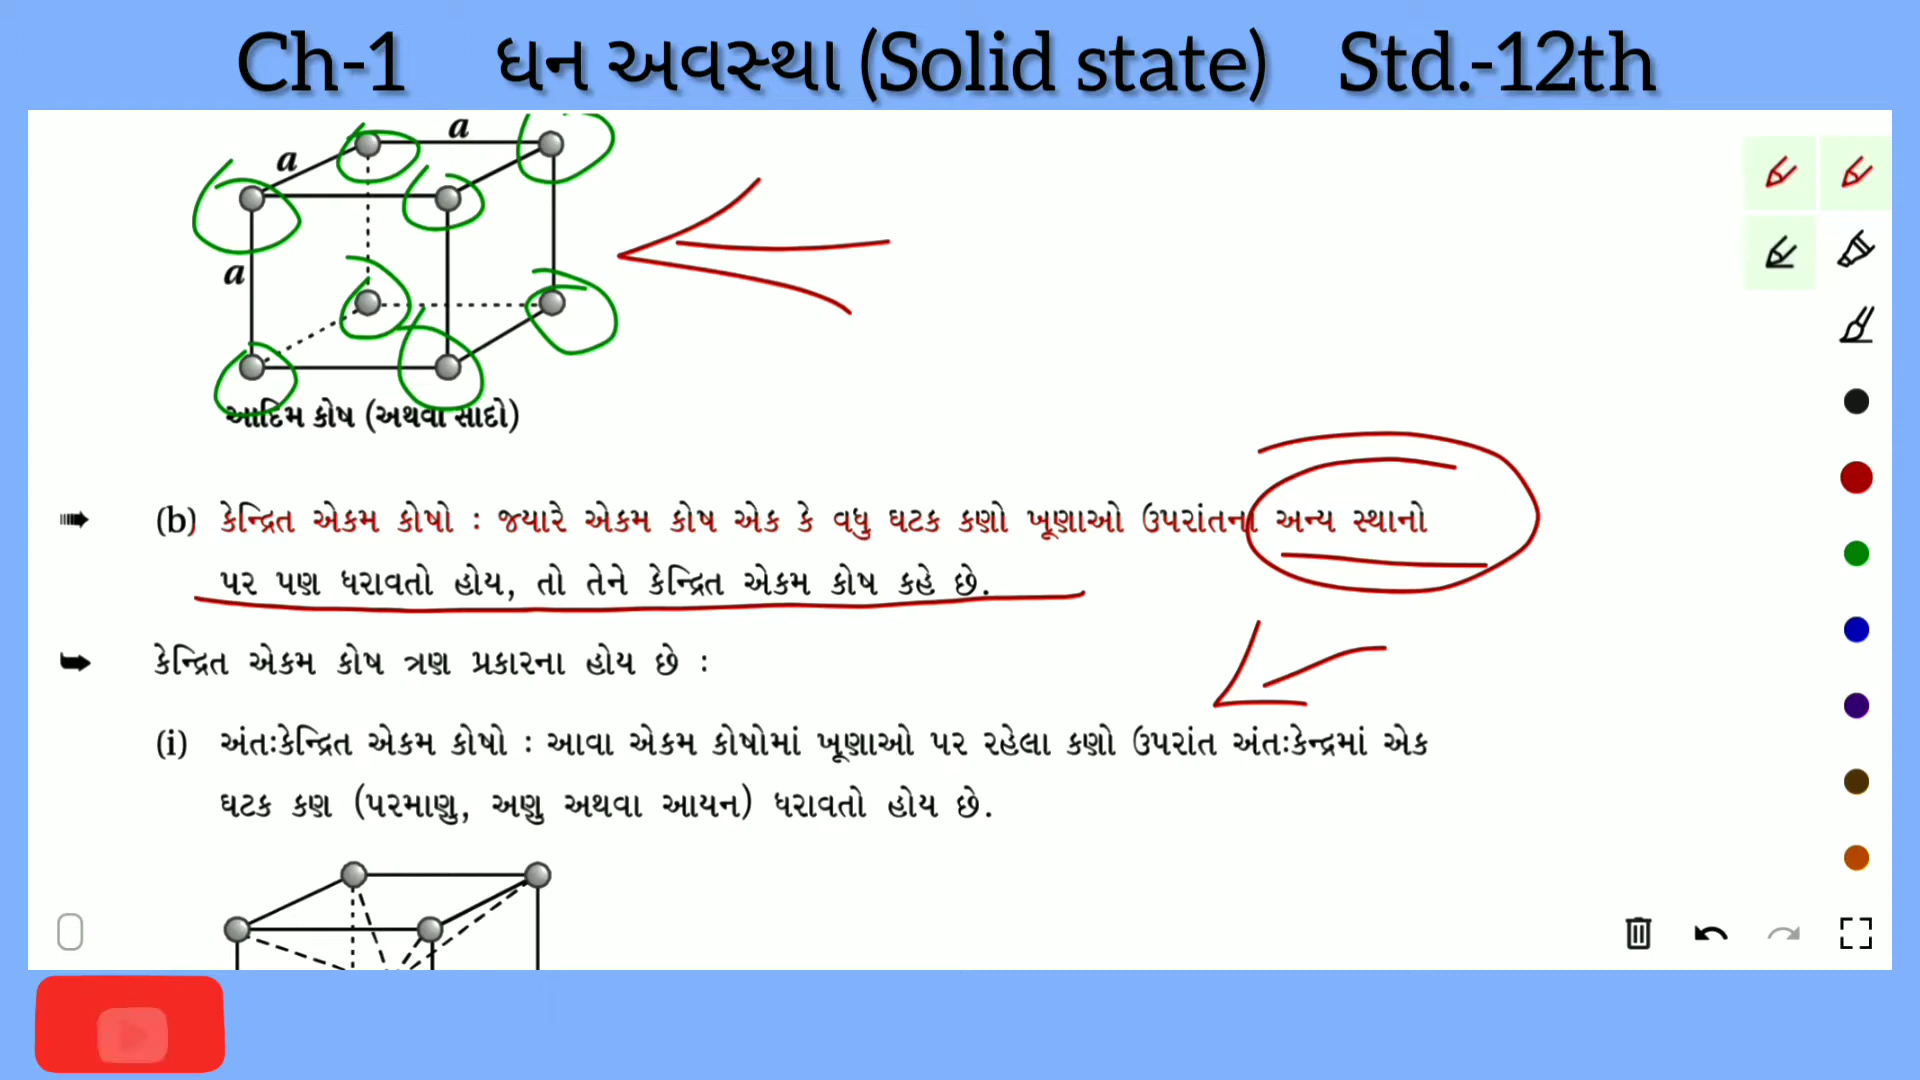 Ch-1 ધન અવસ્થા (Solid state) Std.-12th
a
a
a
આદિમ કોષ (અથવા સાદો)
(b) કેન્દ્રિત એકમ કોષો : જ્યારે એકમ કોષ એક કે વધુ ઘટક કણો ખૂણાઓ ઉપરાંતના અન્ય સ્થાનો
પર પણ ધરાવતો હોય, તો તેને કેન્દ્રિત એકમ કોષ કહે છે.
કેન્દ્રિત એકમ કોષ ત્રણ પ્રકારના હોય છે :
(i) અંતઃકેન્દ્રિત એકમ કોષો : આવા એકમ કોષોમાં ખૂણાઓ પર રહેલા કણો ઉપરાંત અંતઃકેન્દ્રમાં એક
ઘટક કણ (પરમાણુ, અણુ અથવા આયન) ધરાવતો હોય છે.